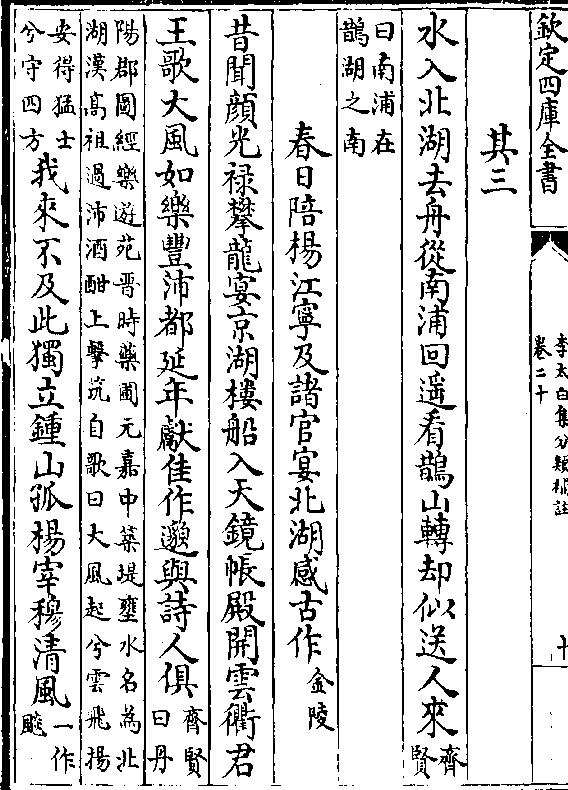 欽定四庫全書
李太白集分類補註
卷二十
十
其三
水入北湖去舟從南浦回遥看鵲山轉却似送人來齊賢
曰南浦在
鵲湖之南
春日陪楊江寧及諸官宴北湖感古作金陵
昔聞顔光禄攀龍宴京湖樓船入天鏡帳殿開雲衢君
王歌大風如樂豐沛都延年獻佳作邈與詩人俱齊賢曰丹
陽郡圖經樂遊苑晋時藥圃元嘉中築堤壅水名為北
湖漢高祖過沛酒酣上擊筑自歌曰大風起兮雲飛揚
安得猛士
兮守四方我來不及此獨立鍾山孤楊宰穆清風一作飈